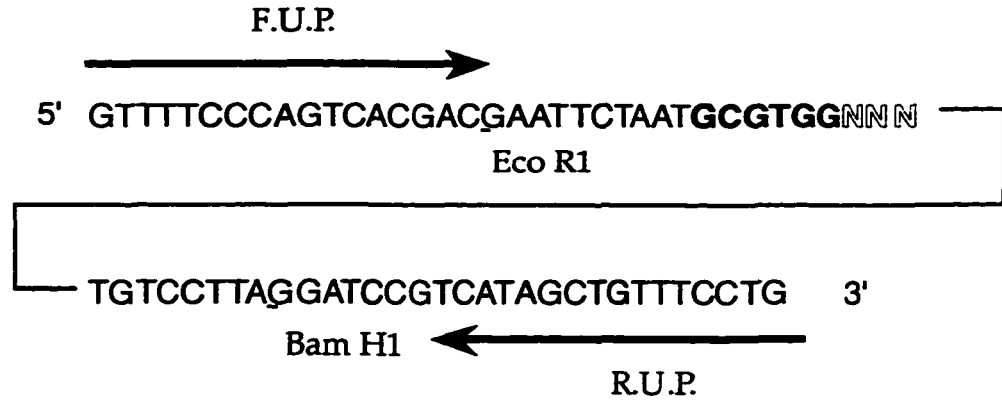 F.U.P.
5' GTTTTCCCAGTCACGACGAATTCTAATGCGTGGNNN
Eco R1
TGTCCTTAGGATCCGTCATAGCTGTTTCCTG 3'
Bam H1
R.U.P.